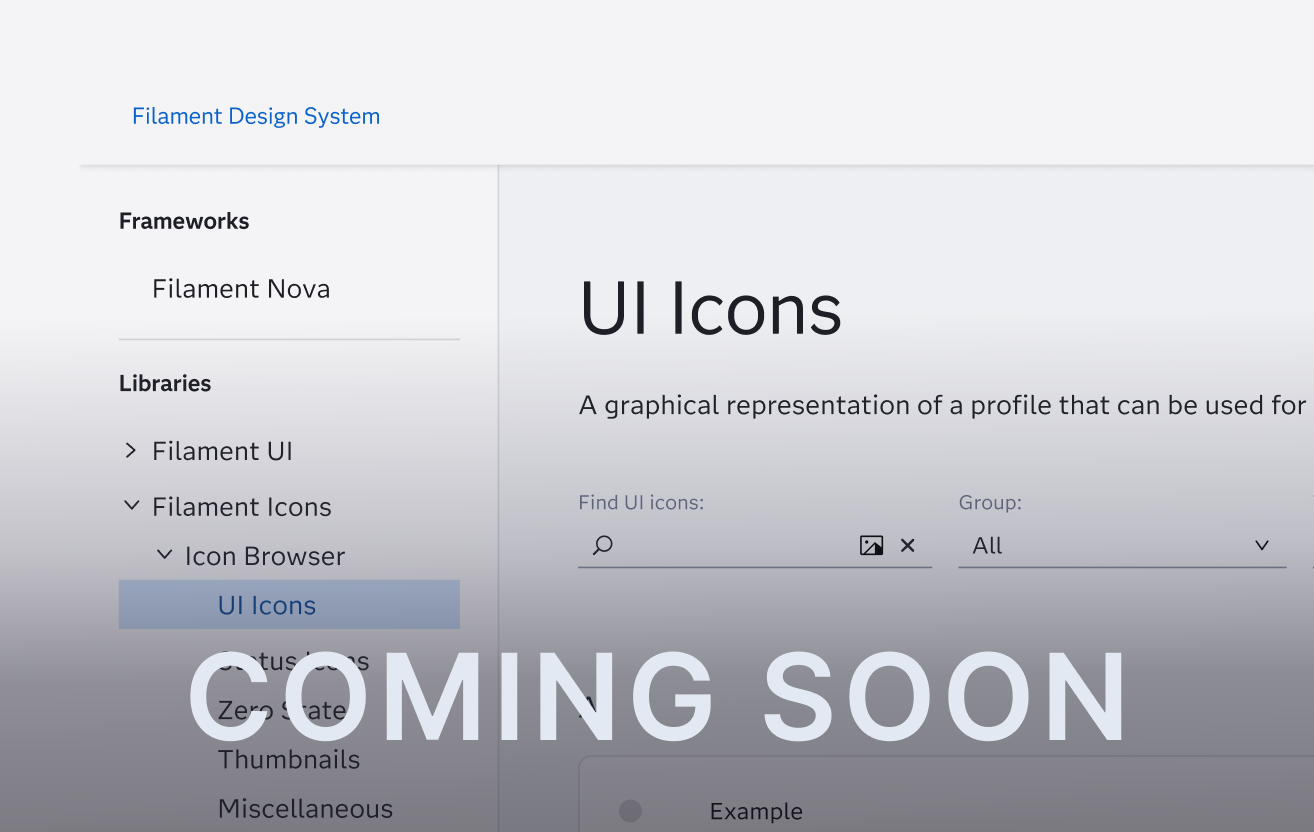 Filament Design System
Frameworks
Filament Nova
Libraries
Filament UI
Filament Icons
Icon Browser
UI Icons
Status Icons
Zero State
Thumbnails
Miscellaneous
UI Icons
A graphical representation of a profile that can be used for
Find UI icons:
Group:
All
A
Example
COMING SOON